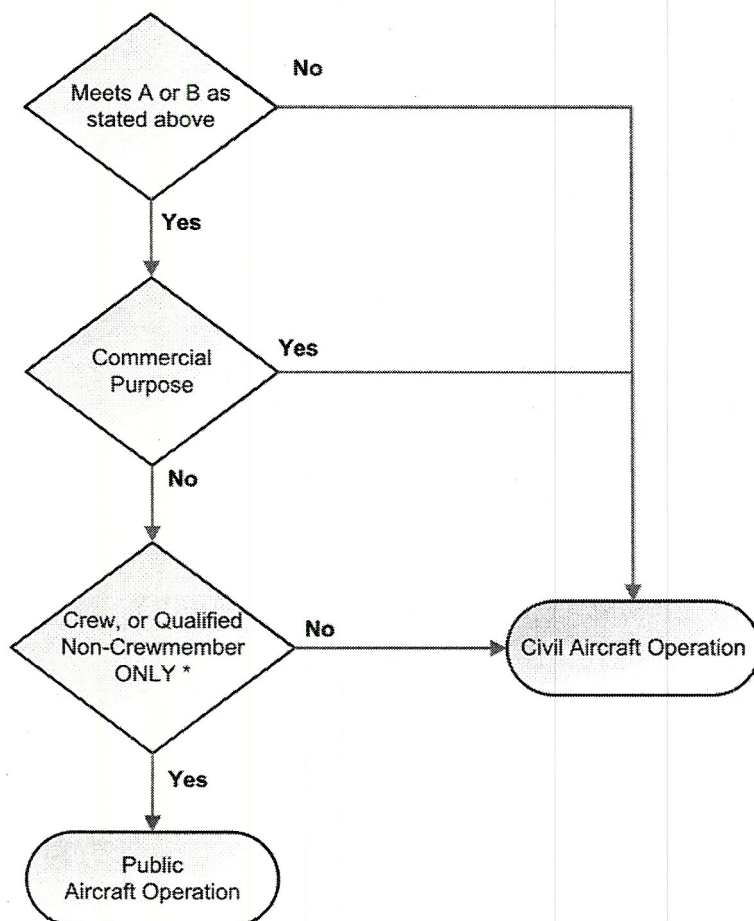 No
Meets A or B as
stated above
Yes
Commercial
Purpose
Yes
No
Crew, or Qualified
Non-Crewmember
ONLY *
No
Civil Aircraft Operation
Yes
Public
Aircraft Operation